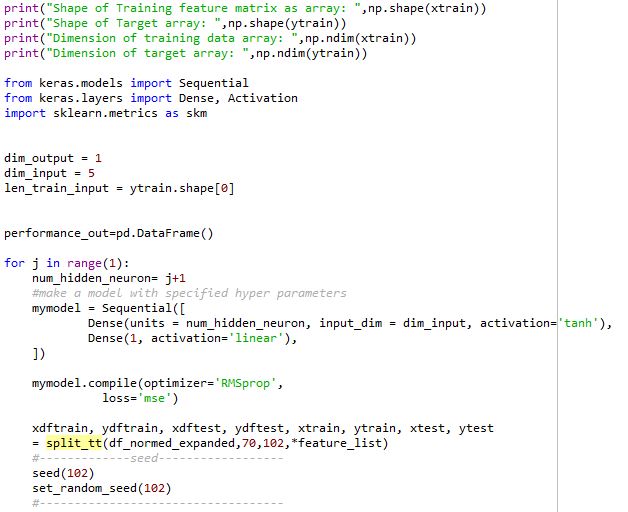 print("Shape of Training feature matrix as array: ",np.shape(xtrain))
print("Shape of Target array: ",np.shape(ytrain))
print("Dimension of training data array: ",np.ndim(xtrain))
print("Dimension of target array: ",np.ndim(ytrain))
from keras.models import Sequential
from keras.layers import Dense, Activation
import sklearn.metrics as skm
dim_output = 1
dim_input = 5
len_train_input = ytrain.shape[0]
performance_out=pd.DataFrame()
for j in range(1):
    num_hidden_neuron= j+1
    #make a model with specified hyper parameters
    mymodel = Sequential([
            Dense(units = num_hidden_neuron, input_dim = dim_input, activation='tanh'),
            Dense(1, activation='linear'),
    ])
    mymodel.compile(optimizer='RMSprop',
              loss='mse')
    xdftrain, ydftrain, xdftest, ydftest, xtrain, ytrain, xtest, ytest
    = split_tt(df_normed_expanded,70,102,*feature_list)
    #-------------seed------------------
    seed(102)
    set_random_seed(102)
    #-----------------------------------